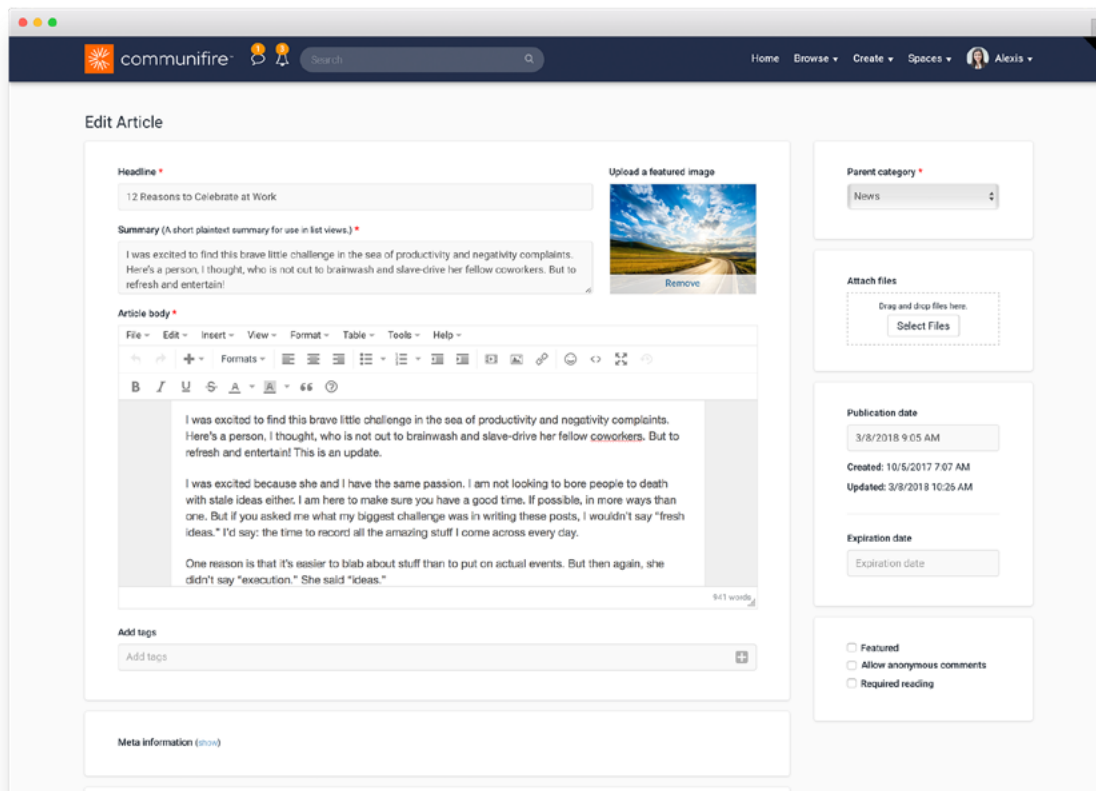 communifire
1
3
Search
Home
Browse
Create
Spaces
Alexis
Edit Article
Headline *
12 Reasons to Celebrate at Work
Summary (A short plaintext summary for use in list views.) *
I was excited to find this brave little challenge in the sea of productivity and negativity complaints.
Here's a person, I thought, who is not out to brainwash and slave-drive her fellow coworkers. But to
refresh and entertain!
Upload a featured image
Remove
Article body *
File Edit Insert View Format Table Tools Help
Formats
B I U S A A
I was excited to find this brave little challenge in the sea of productivity and negativity complaints.
Here's a person, I thought, who is not out to brainwash and slave-drive her fellow coworkers. But to
refresh and entertain! This is an update.
I was excited because she and I have the same passion. I am not looking to bore people to death
with stale ideas either. I am here to make sure you have a good time. If possible, in more ways than
one. But if you asked me what my biggest challenge was in writing these posts, I wouldn't say "fresh
ideas." I'd say: the time to record all the amazing stuff I come across every day.
One reason is that it's easier to blab about stuff than to put on actual events. But then again, she
didn't say "execution." She said "ideas."
941 words
Add tags
Add tags
Meta information (show)
Parent category *
News
Attach files
Drag and drop files here.
Select Files
Publication date
3/8/2018 9:05 AM
Created: 10/5/2017 7:07 AM
Updated: 3/8/2018 10:26 AM
Expiration date
Expiration date
Featured
Allow anonymous comments
Required reading